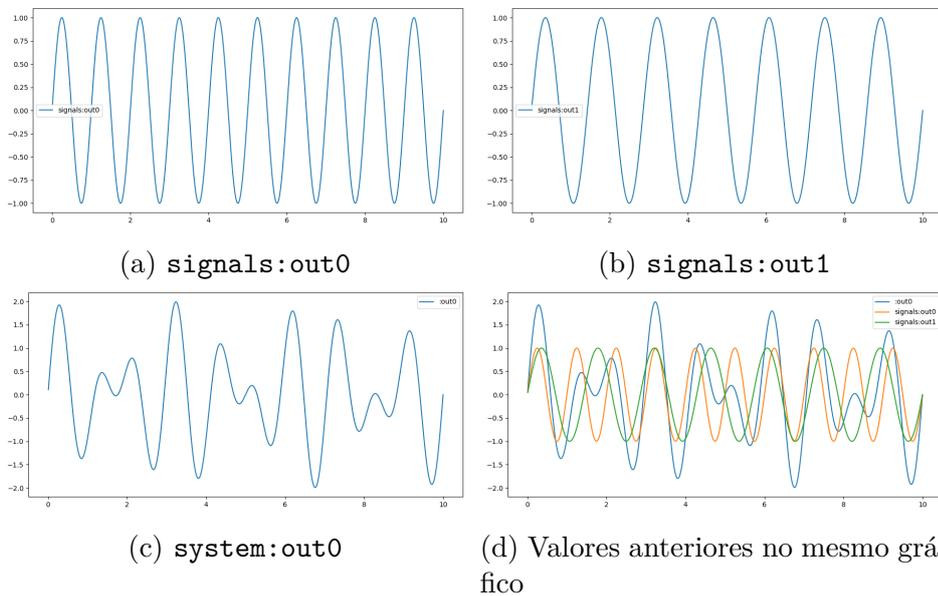 1.00
0.75
0.50
0.25
0.00
−0.25
−0.50
−0.75
−1.00
signals:out0
0 2 4 6 8 10
(a) signals:out0
1.00
0.75
0.50
0.25
0.00
−0.25
−0.50
−0.75
−1.00
signals:out1
0 2 4 6 8 10
(b) signals:out1
2.0
1.5
1.0
0.5
0.0
−0.5
−1.0
−1.5
−2.0
:out0
0 2 4 6 8 10
(c) system:out0
2.0
1.5
1.0
0.5
0.0
−0.5
−1.0
−1.5
−2.0
:out0
signals:out0
signals:out1
0 2 4 6 8 10
(d) Valores anteriores no mesmo grá
fico